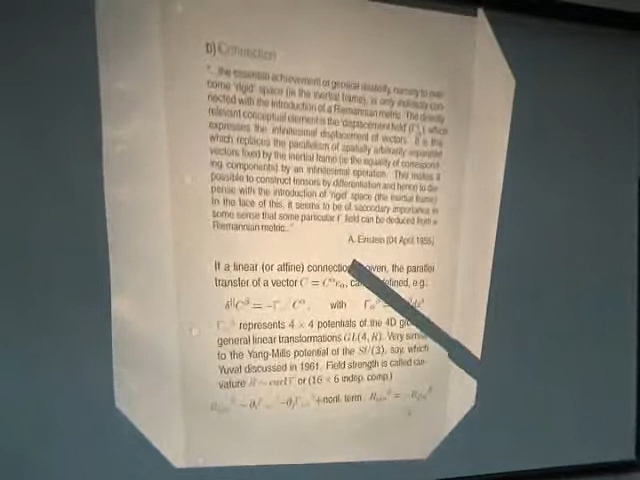 b) Connection
"...the essential achievement of general relativity, namely to over-
come 'rigid' space (ie the inertial frame), is only indirectly con-
nected with the introduction of a Riemannian metric. The directly
relevant conceptual element is the 'displacement field' which
expresses the infinitesimal displacement of vectors. It is this
which replaces the parallelism of spatially arbitrarily separated
vectors fixed by the inertial frame (ie the equality of correspond-
ing components) by an infinitesimal operation. This makes it
possible to construct tensors by differentiation and hence to dis-
pense with the introduction of 'rigid' space (the inertial frame).
In the face of this, it seems to be of secondary importance in
some sense that some particular Γ field can be deduced from a
Riemannian metric..."
A. Einstein (04 April 1955)
If a linear (or affine) connection given, the parallel
transfer of a vector C = C^α e_α, defined, e.g.
with
represents 4 × 4 potentials of the 4D
general linear transformations GL(4, R). Very
to the Yang-Mills potential of the SU(3), say, which
Yuval discussed in 1961. Field strength is called cur-
vature R ~ curl Γ or (16 × 6 indep. comp.)
+nonl. term